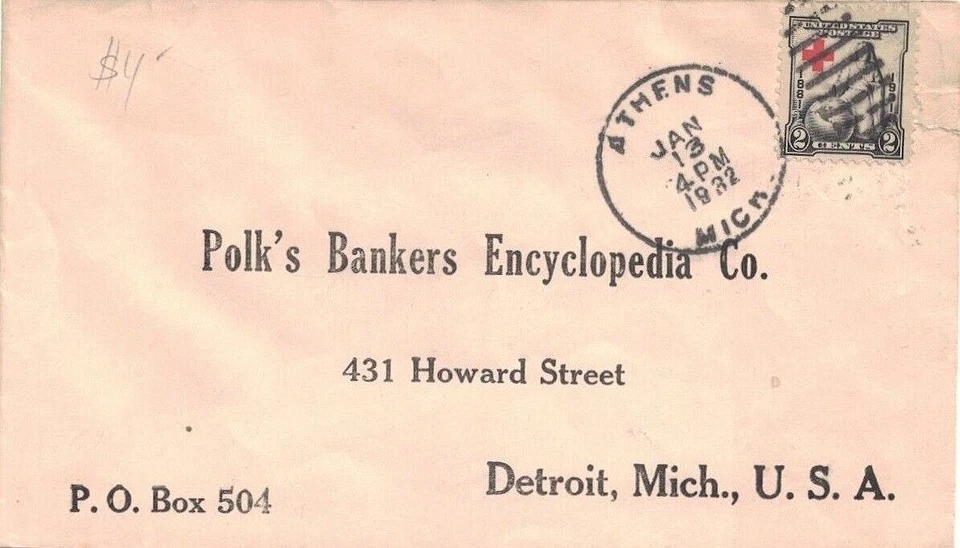 $4
UNITED STATES
POSTAGE
1881
1931
2 CENTS 2
ATHENS
JAN
13
4 PM
1932
MICH.
Polk's Bankers Encyclopedia Co.
431 Howard Street
P. O. Box 504
Detroit, Mich., U. S. A.